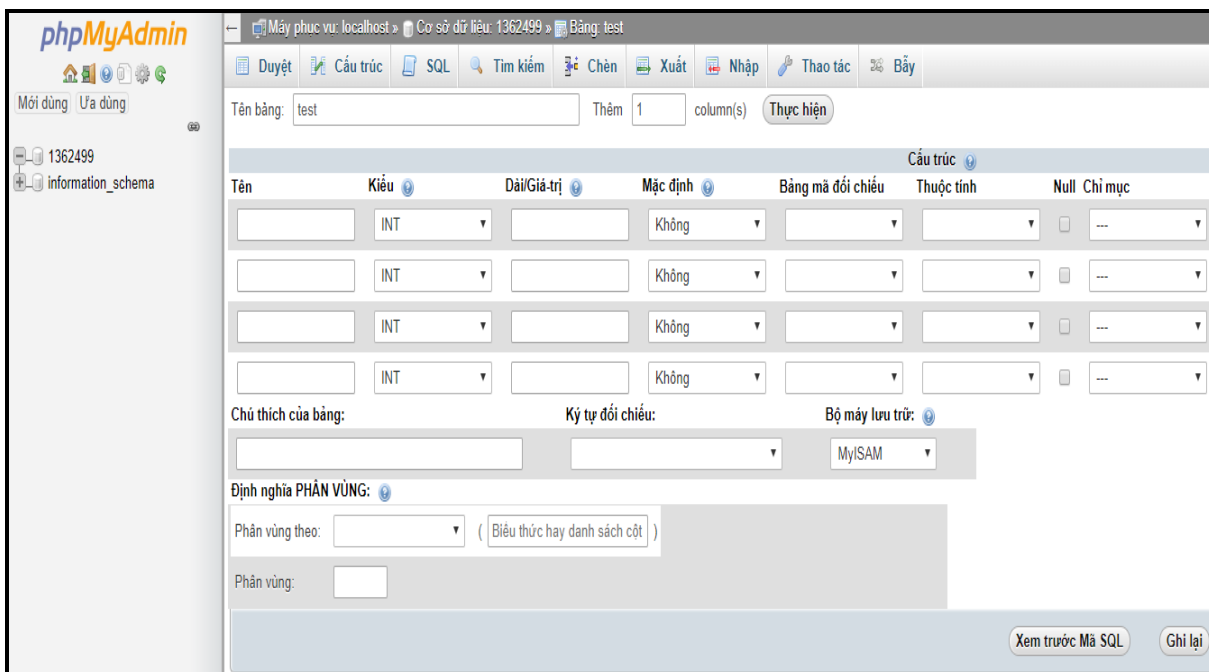 phpMyAdmin
Máy phục vụ: localhost » Cơ sở dữ liệu: 1362499 » Bảng: test
Duyệt Cấu trúc SQL Tìm kiếm Chèn Xuất Nhập Thao tác Bẫy
Mới dùng Ưa dùng
Tên bảng: test Thêm 1 column(s) Thực hiện
1362499
information_schema
Cấu trúc
Tên Kiểu Dài/Giá-trị Mặc định Bảng mã đối chiếu Thuộc tính Null Chỉ mục
INT Không ---
INT Không ---
INT Không ---
INT Không ---
Chú thích của bảng: Ký tự đối chiếu: Bộ máy lưu trữ:
MyISAM
Định nghĩa PHÂN VÙNG:
Phân vùng theo: ( Biểu thức hay danh sách cột )
Phân vùng:
Xem trước Mã SQL Ghi lại